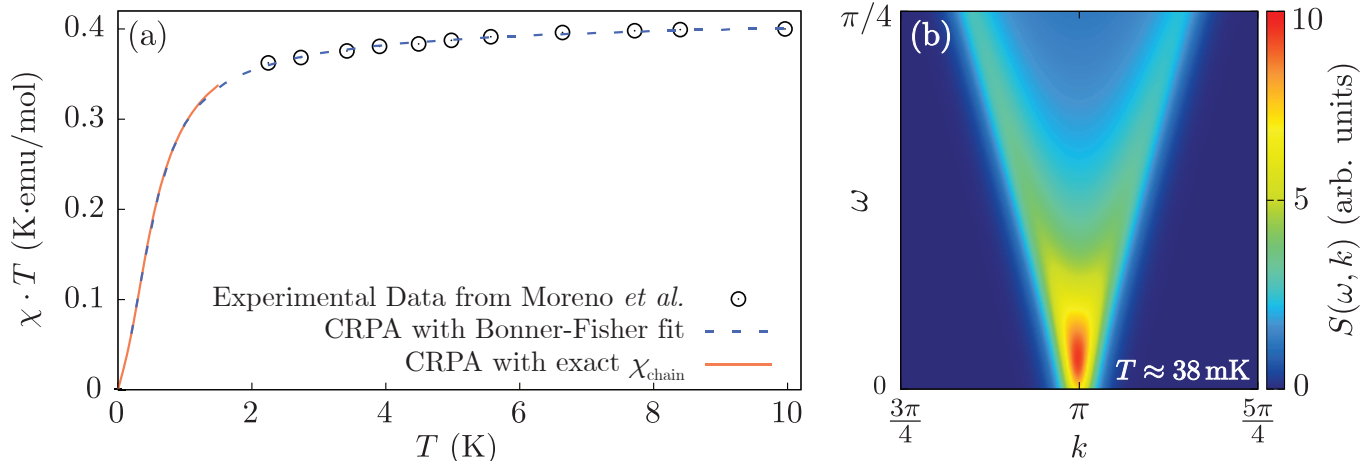 (a)
χ · T (K·emu/mol)
0.4
0.3
0.2
0.1
0
Experimental Data from Moreno et al.
CRPA with Bonner-Fisher fit
CRPA with exact χchain
0 2 4 6 8 10
T (K)
(b)
π/4
ω
0
T ≈ 38 mK
3π/4 π 5π/4
k
10
5
0
S(ω, k) (arb. units)